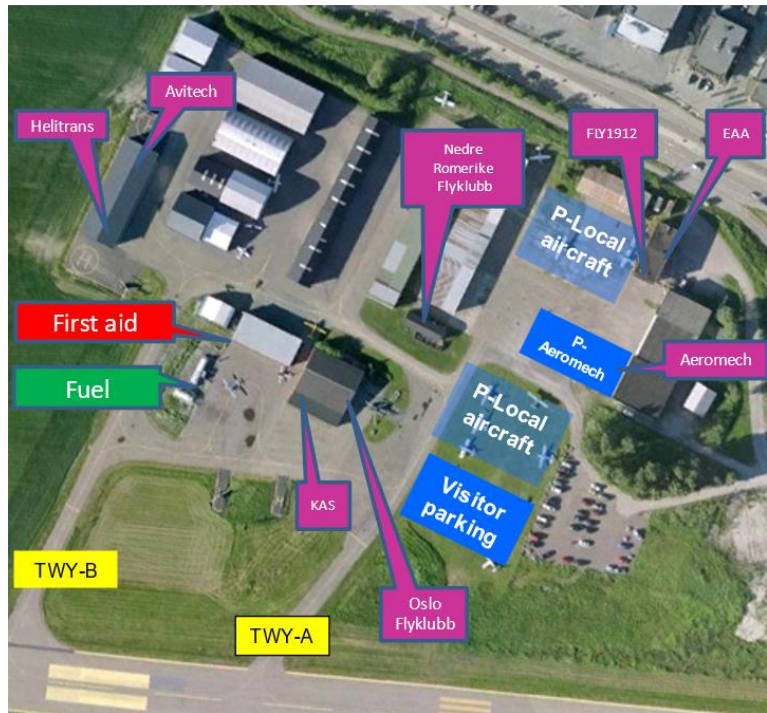 Avitech
Helitrans
Nedre
Romerike
Flyklubb
FLY1912
EAA
P-Local
aircraft
First aid
P-
Aeromech
Aeromech
Fuel
P-Local
aircraft
Visitor
parking
KAS
TWY-B
Oslo
Flyklubb
TWY-A